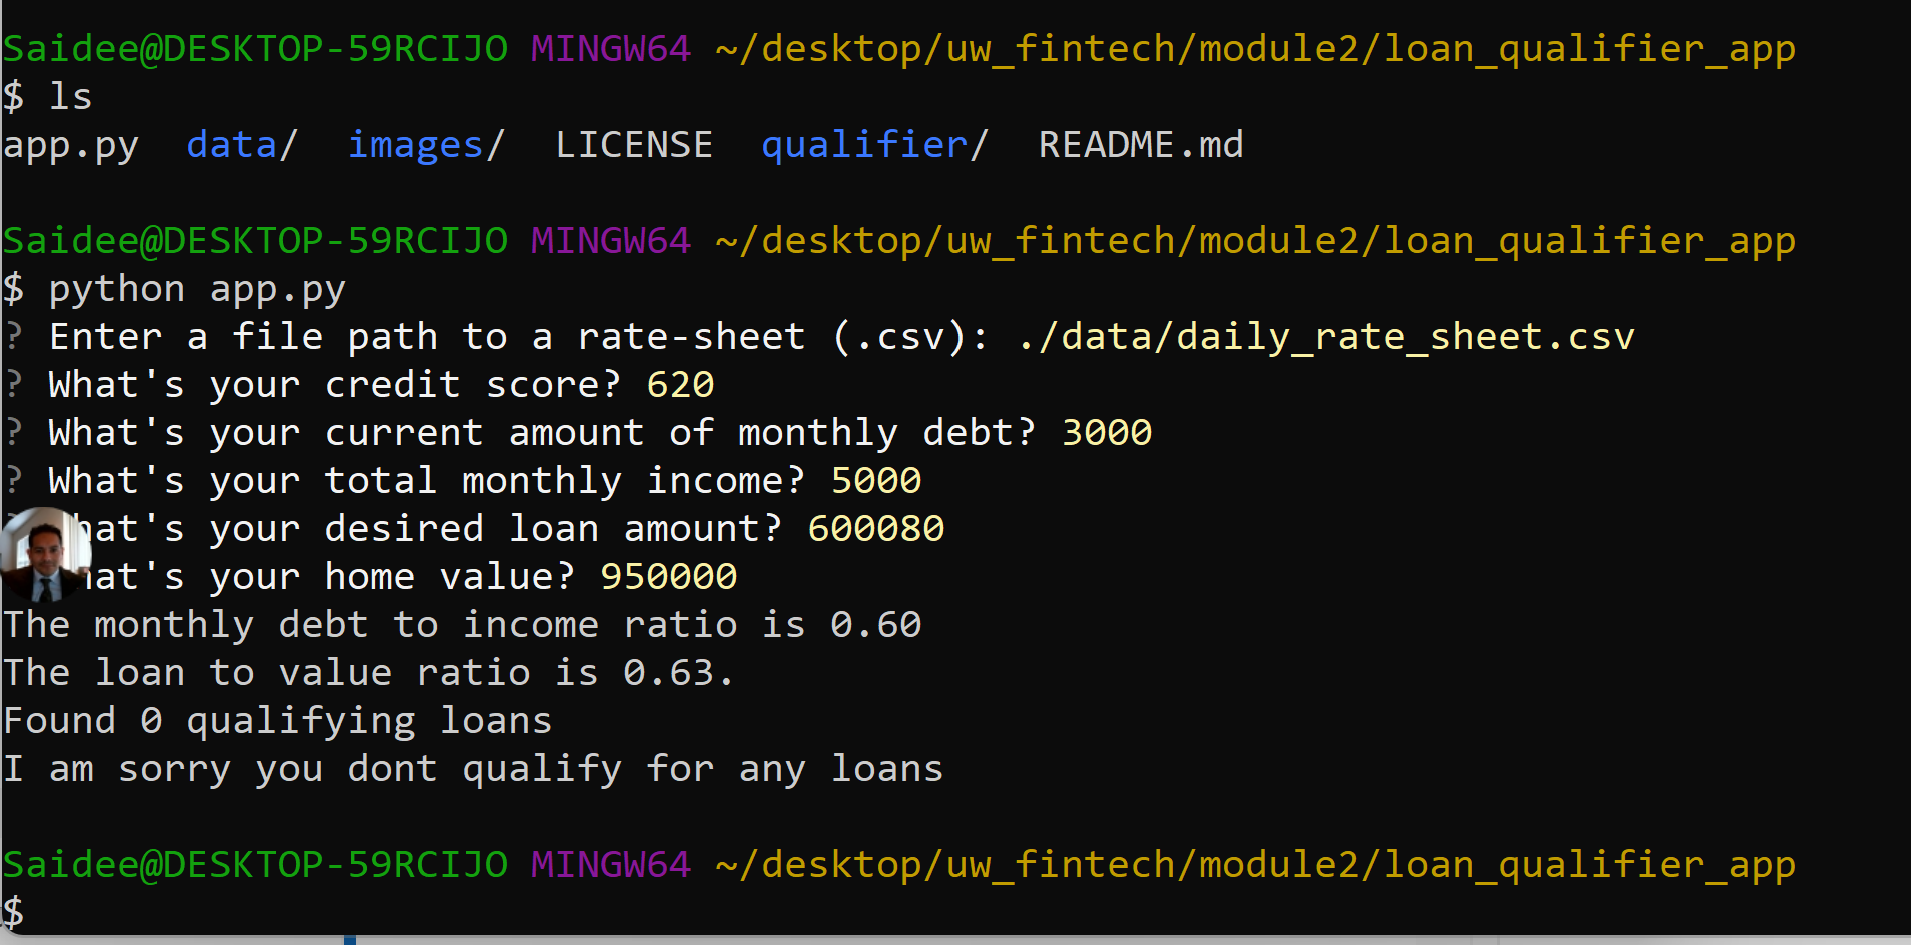 Saidee@DESKTOP-59RCIJO MINGW64 ~/desktop/uw_fintech/module2/loan_qualifier_app
$ ls
app.py  data/  images/  LICENSE  qualifier/  README.md
Saidee@DESKTOP-59RCIJO MINGW64 ~/desktop/uw_fintech/module2/loan_qualifier_app
$ python app.py
? Enter a file path to a rate-sheet (.csv): ./data/daily_rate_sheet.csv
? What's your credit score? 620
? What's your current amount of monthly debt? 3000
? What's your total monthly income? 5000
your desired loan amount? 600080
your home value? 950000
The monthly debt to income ratio is 0.60
The loan to value ratio is 0.63.
Found 0 qualifying loans
I am sorry you dont qualify for any loans
Saidee@DESKTOP-59RCIJO MINGW64 ~/desktop/uw_fintech/module2/loan_qualifier_app
$